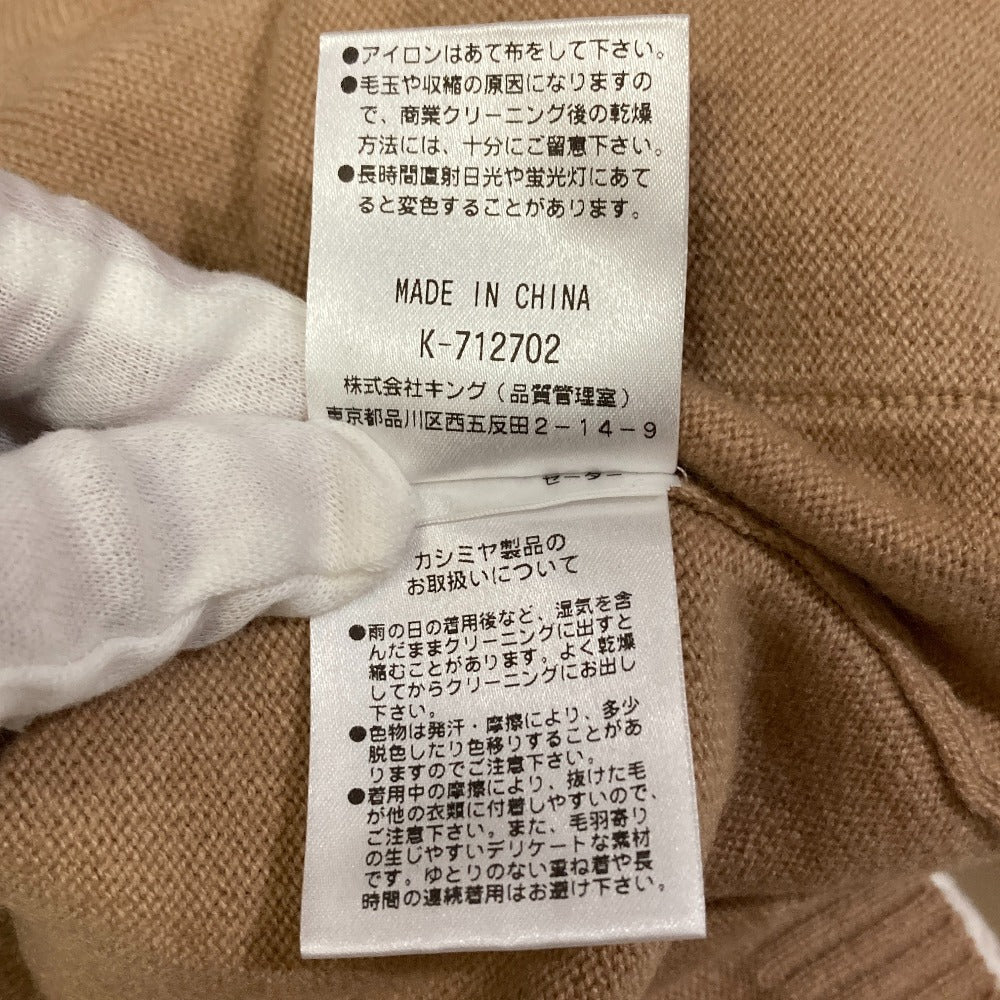 ●アイロンはあて布をして下さい。
●毛玉や収縮の原因になりますの
で、商業クリーニング後の乾燥
方法には、十分にご留意下さい。
●長時間直射日光や蛍光灯にあて
ると変色することがあります。
MADE IN CHINA
K-712702
株式会社キング(品質管理室)
東京都品川区西五反田2-14-9
セーター
カシミヤ製品の
お取扱いについて
●雨の日の着用後など、湿気を含
んだままクリーニングに出すと
縮むことがあります。よく乾燥
してからクリーニングにお出し
下さい。
●色物は発汗・摩擦により、多少
脱色したり色移りすることがあ
りますのでご注意下さい。
●着用中の摩擦により、抜けた毛
が他の衣類に付着しやすいので、
ご注意下さい。また、毛羽寄り
の生じやすいデリケートな素材
です。ゆとりのない重ね着や長
時間の連続着用はお避け下さい。